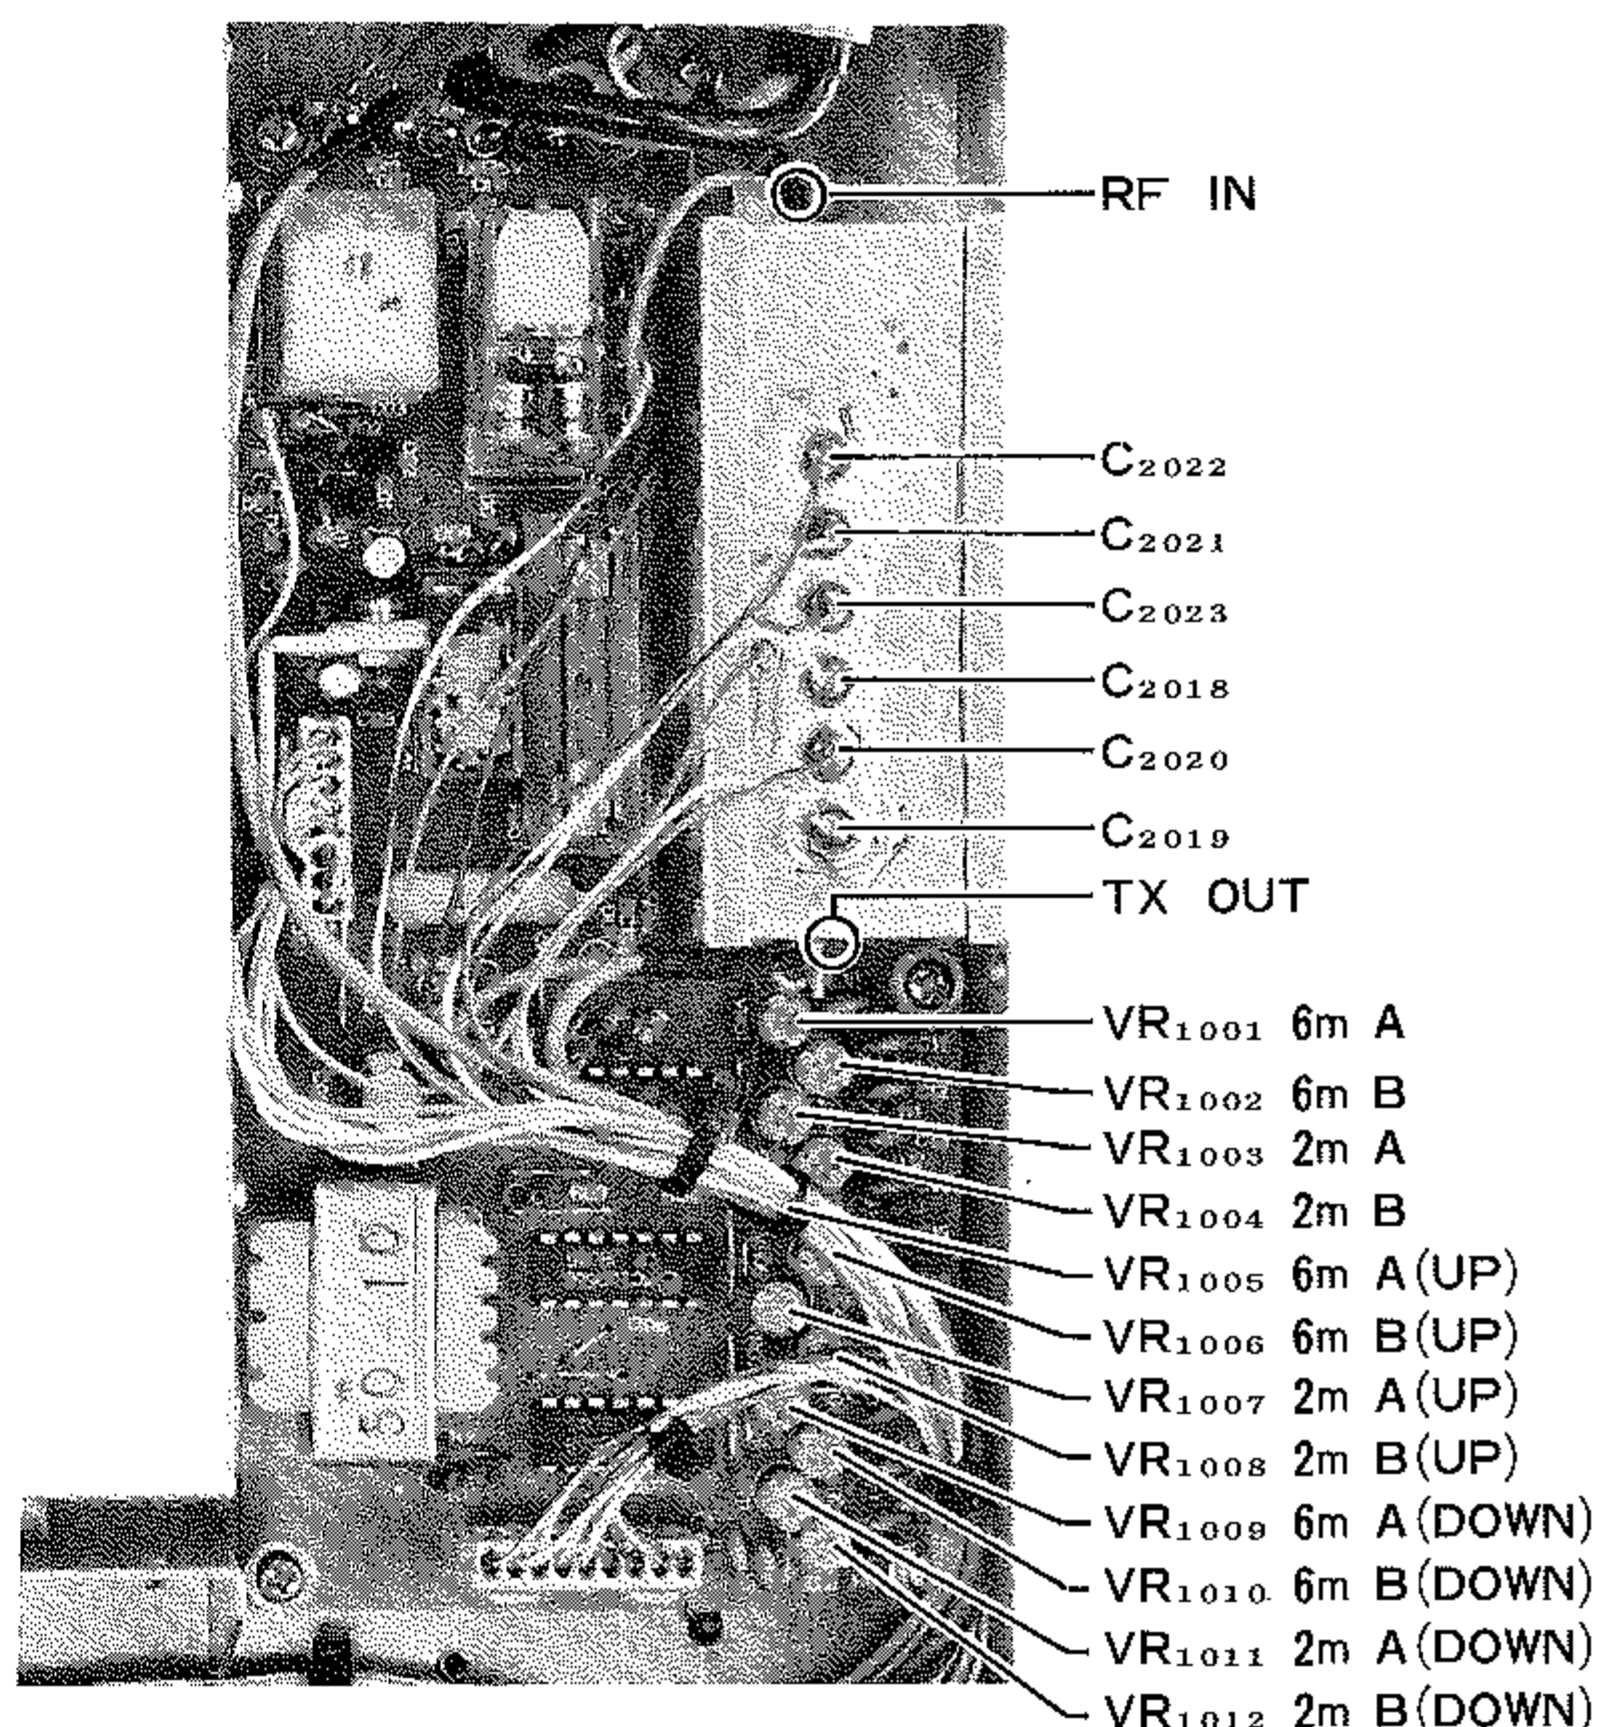 RF IN
C2022
C2021
C2023
C2018
C2020
C2019
TX OUT
VR1001 6m A
VR1002 6m B
VR1003 2m A
VR1004 2m B
VR1005 6m A(UP)
VR1006 6m B(UP)
VR1007 2m A(UP)
VR1008 2m B(UP)
VR1009 6m A(DOWN)
VR1010 6m B(DOWN)
VR1011 2m A(DOWN)
VR1012 2m B(DOWN)